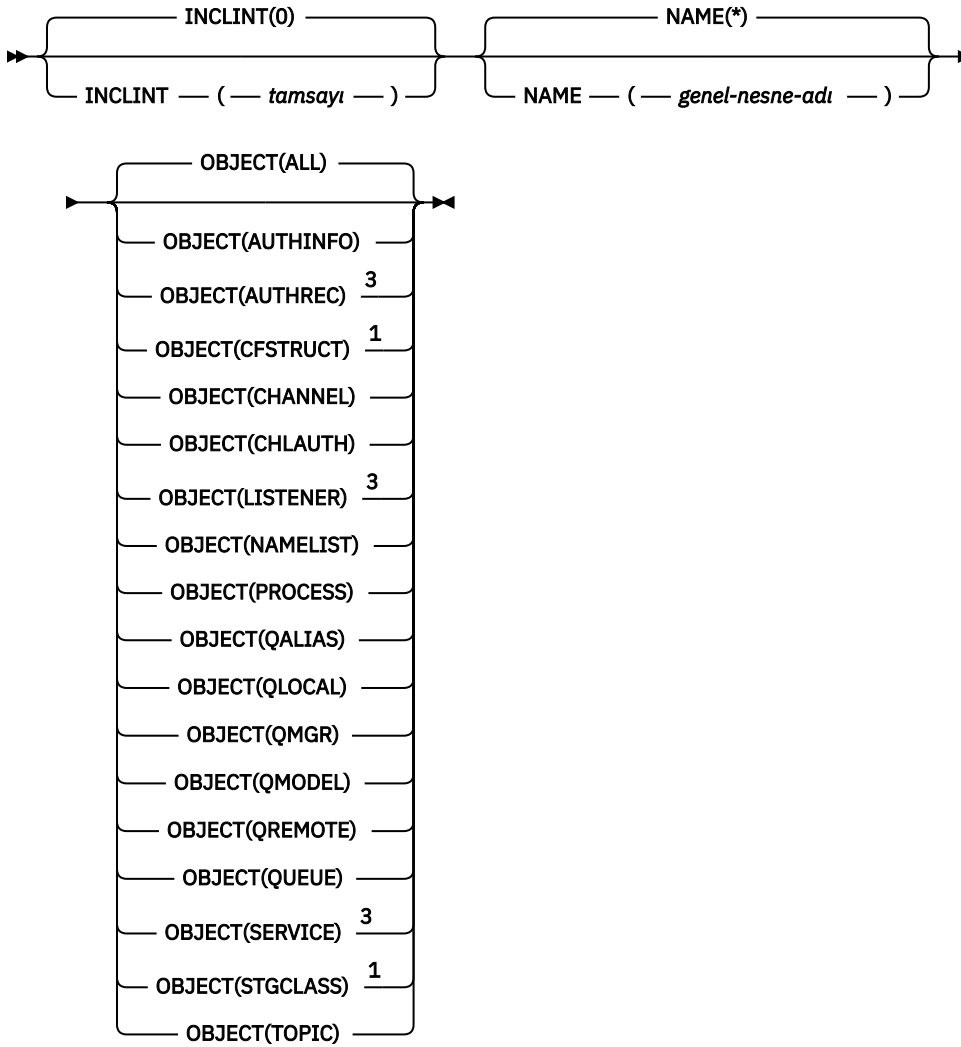 INCLINT(0) NAME(*)
INCLINT ( tamsayı ) NAME ( genel-nesne-adı )
OBJECT(ALL)
OBJECT(AUTHINFO)
OBJECT(AUTHREC) 3
OBJECT(CFSTRUCT) 1
OBJECT(CHANNEL)
OBJECT(CHLAUTH)
OBJECT(LISTENER) 3
OBJECT(NAMELIST)
OBJECT(PROCESS)
OBJECT(QALIAS)
OBJECT(QLOCAL)
OBJECT(QMGR)
OBJECT(QMODEL)
OBJECT(QREMOTE)
OBJECT(QUEUE)
OBJECT(SERVICE) 3
OBJECT(STGCLASS) 1
OBJECT(TOPIC)